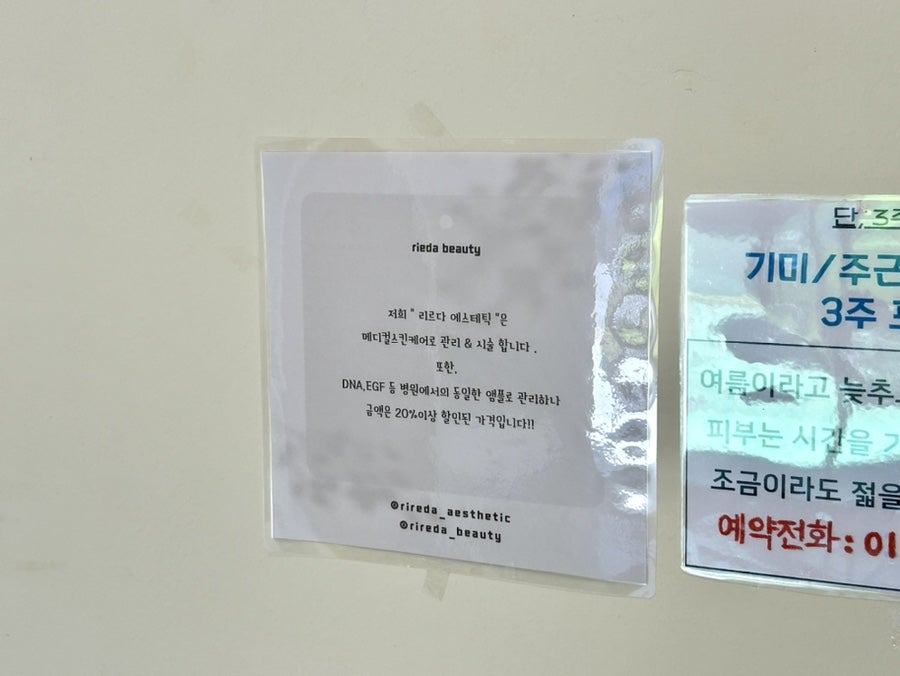 rieda beauty
저희 " 리르다 에스테틱 "은
메디컬스킨케어로 관리 & 시술 합니다 .
또한,
DNA,EGF 등 병원에서의 동일한 앰플로 관리하나
금액은 20%이상 할인된 가격입니다!!
@rireda_aesthetic
@rireda_beauty
단, 3주
기미/주근
3주
여름이라고 늦추
피부는 시간을
조금이라도 젊을
예약전화 : 01